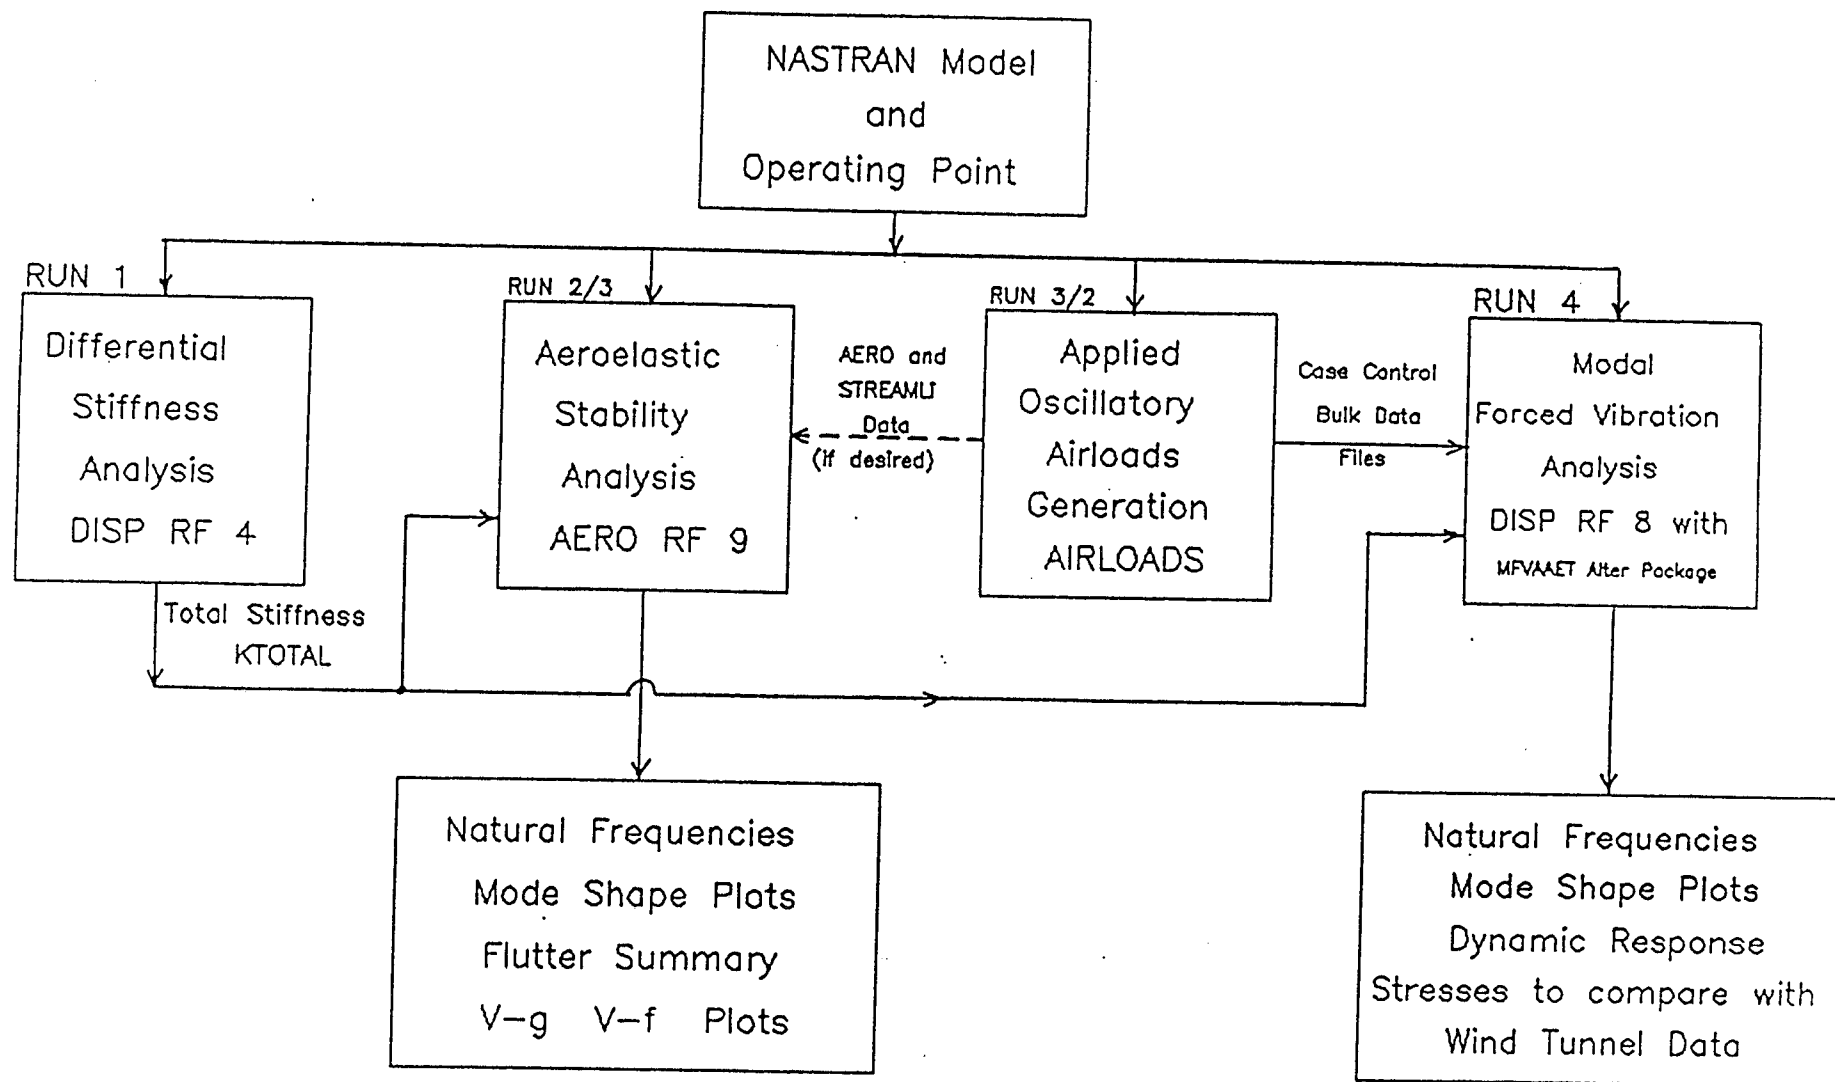 NASTRAN Model
and
Operating Point
RUN 1
Differential
Stiffness
Analysis
DISP RF 4
RUN 2/3
Aeroelastic
Stability
Analysis
AERO RF 9
AERO and
STREAMLI
Data
(if desired)
RUN 3/2
Applied
Oscillatory
Airloads
Generation
AIRLOADS
Case Control
Bulk Data
Files
RUN 4
Modal
Forced Vibration
Analysis
DISP RF 8 with
MFVAAET Alter Package
Total Stiffness
KTOTAL
Natural Frequencies
Mode Shape Plots
Flutter Summary
V-g V-f Plots
Natural Frequencies
Mode Shape Plots
Dynamic Response
Stresses to compare with
Wind Tunnel Data